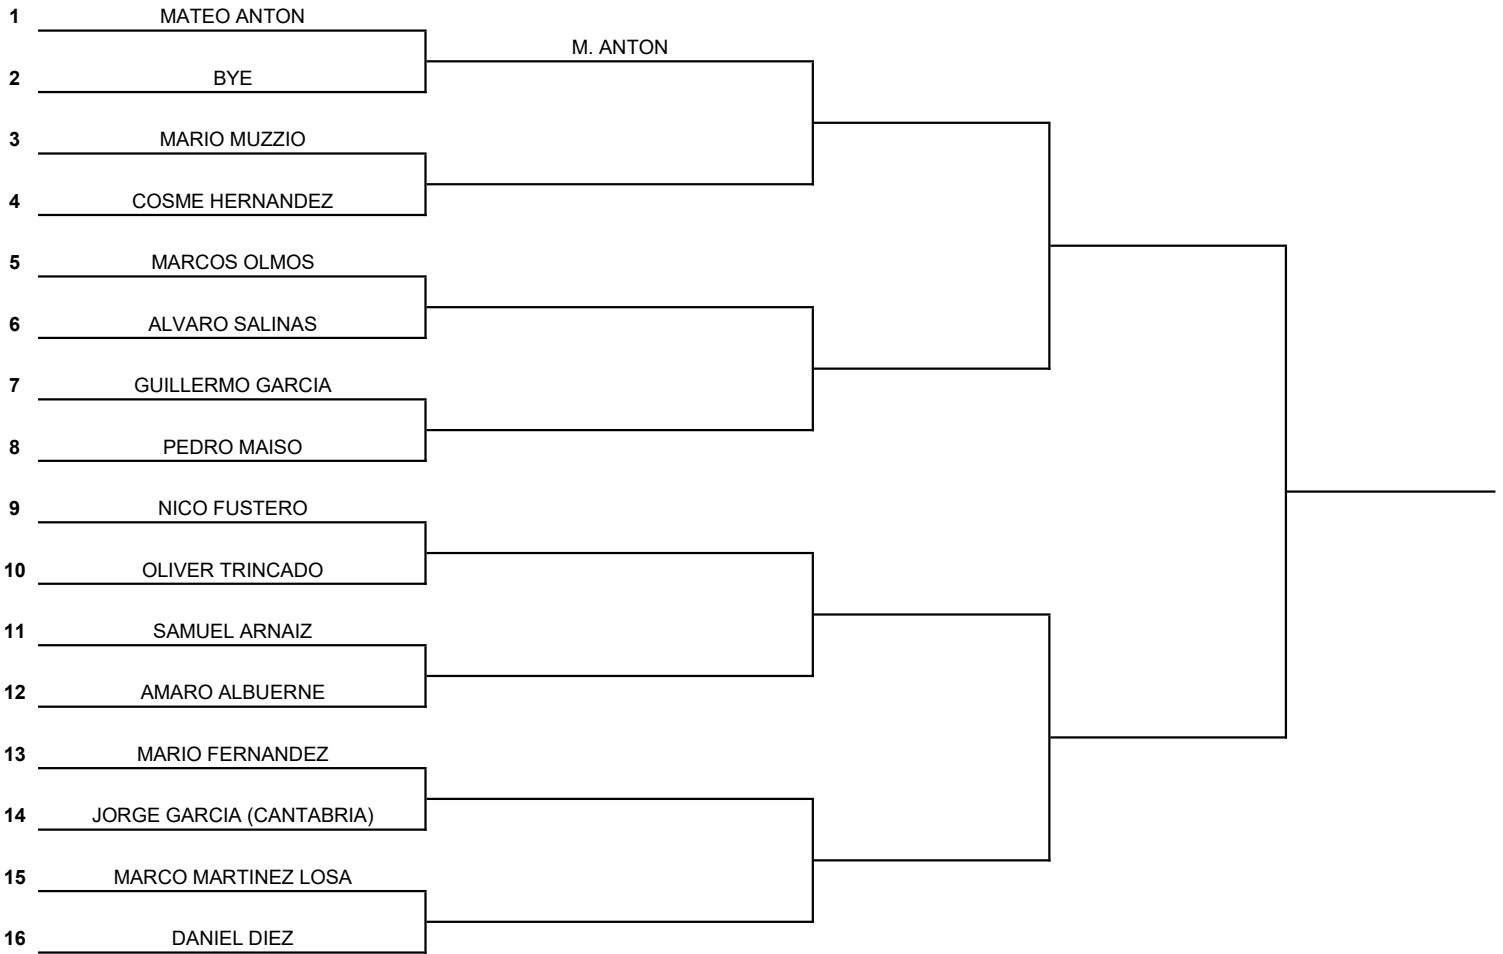 1 MATEO ANTON
M. ANTON
2 BYE
3 MARIO MUZZIO
4 COSME HERNANDEZ
5 MARCOS OLMOS
6 ALVARO SALINAS
7 GUILLERMO GARCIA
8 PEDRO MAISO
9 NICO FUSTERO
10 OLIVER TRINCADO
11 SAMUEL ARNAIZ
12 AMARO ALBUERNE
13 MARIO FERNANDEZ
14 JORGE GARCIA (CANTABRIA)
15 MARCO MARTINEZ LOSA
16 DANIEL DIEZ